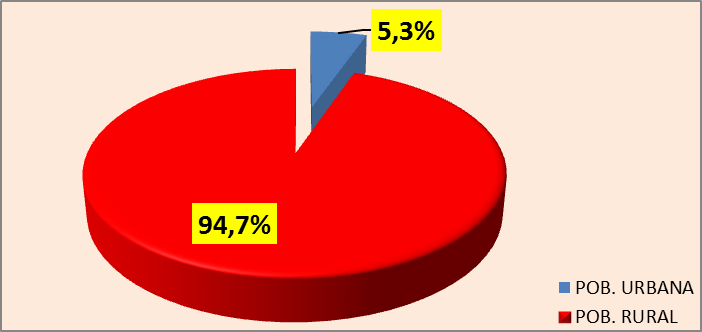 5,3%
94,7%
POB. URBANA
POB. RURAL